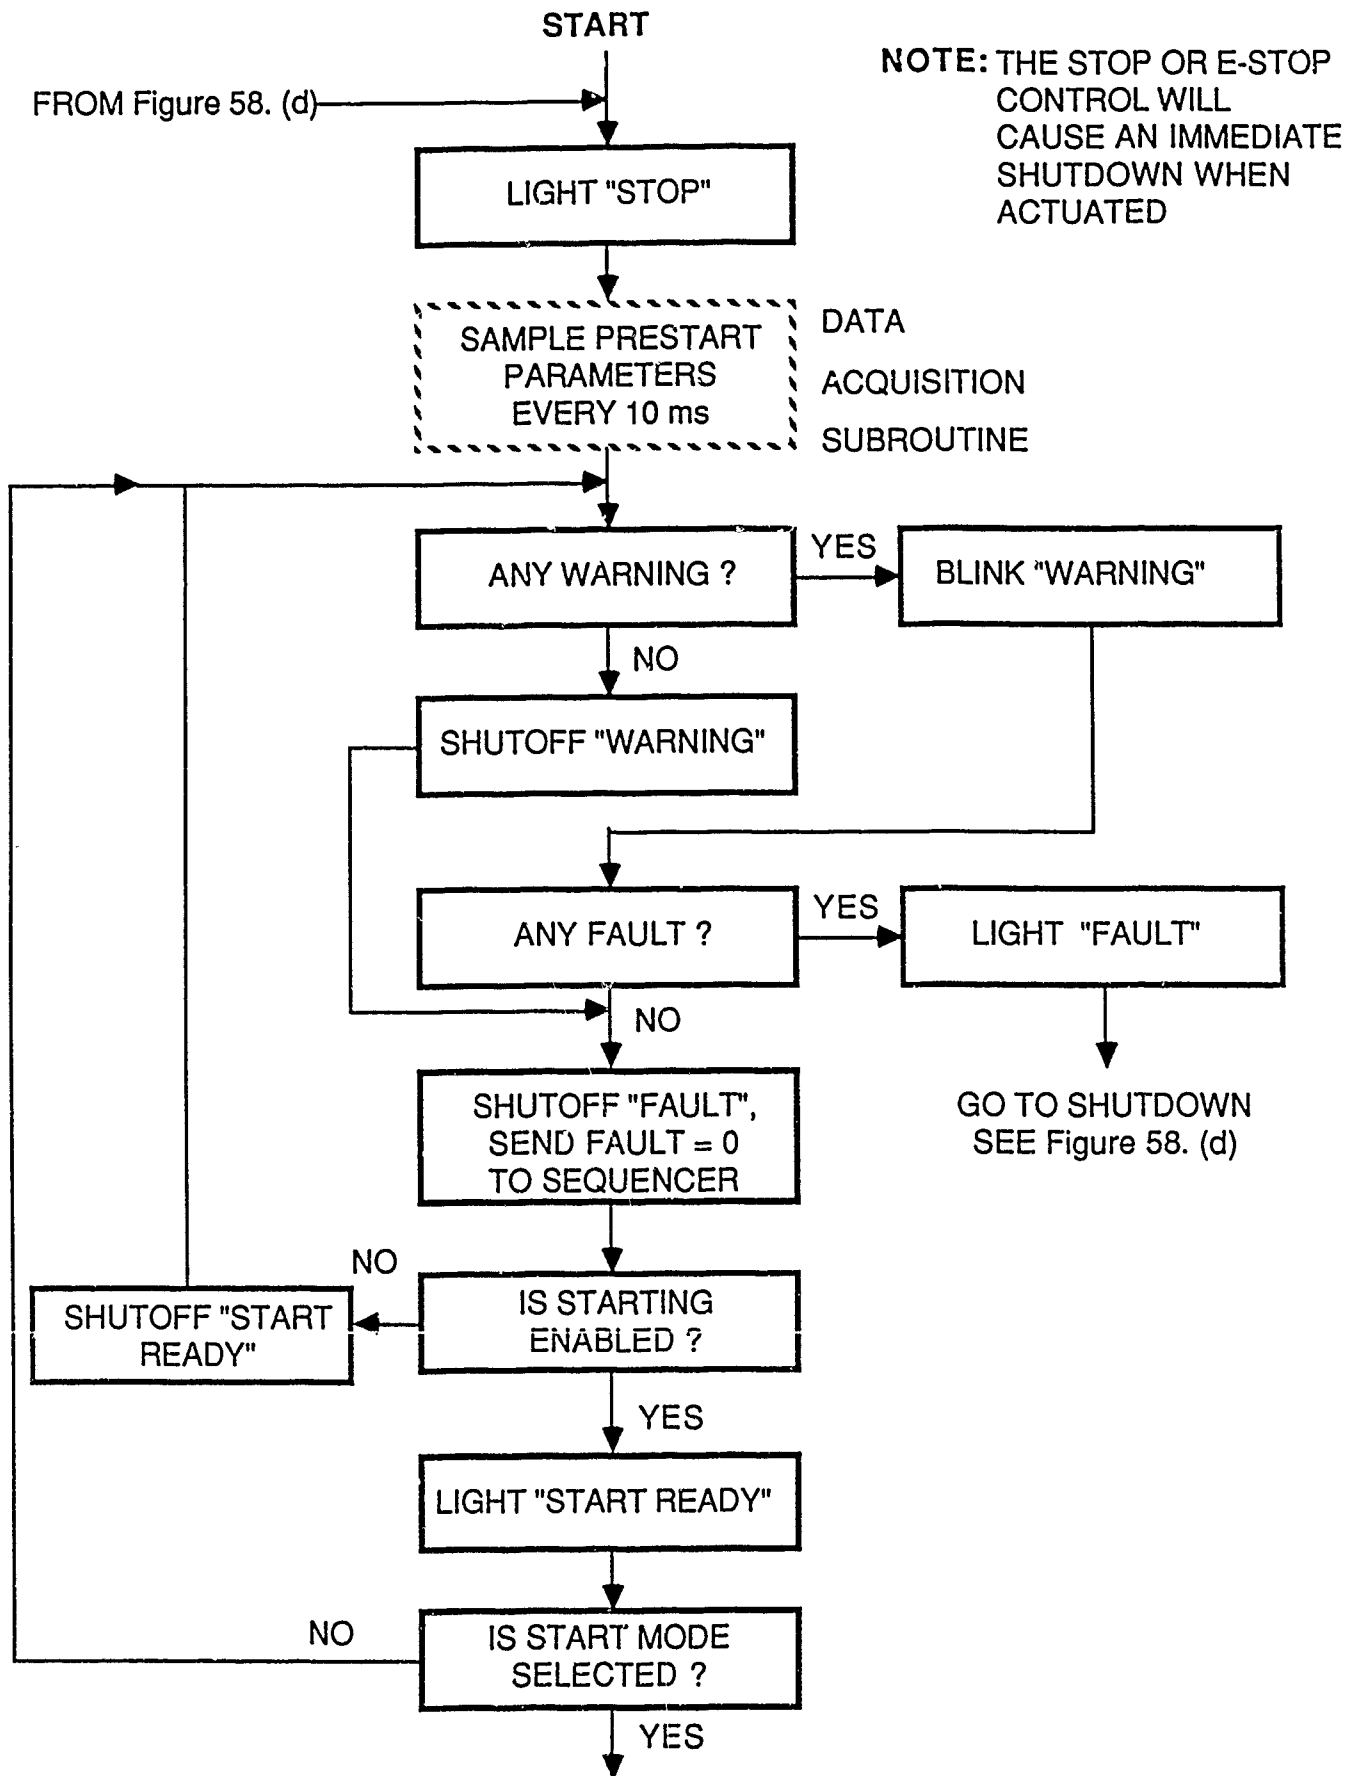 START
NOTE: THE STOP OR E-STOP
CONTROL WILL
CAUSE AN IMMEDIATE
SHUTDOWN WHEN
ACTUATED
FROM Figure 58. (d)
LIGHT "STOP"
SAMPLE PRESTART
PARAMETERS
EVERY 10 ms
DATA
ACQUISITION
SUBROUTINE
ANY WARNING ?
YES
BLINK "WARNING"
NO
SHUTOFF "WARNING"
ANY FAULT ?
YES
LIGHT "FAULT"
NO
SHUTOFF "FAULT",
SEND FAULT = 0
TO SEQUENCER
GO TO SHUTDOWN
SEE Figure 58. (d)
NO
SHUTOFF "START
READY"
IS STARTING
ENABLED ?
YES
LIGHT "START READY"
NO
IS START MODE
SELECTED ?
YES